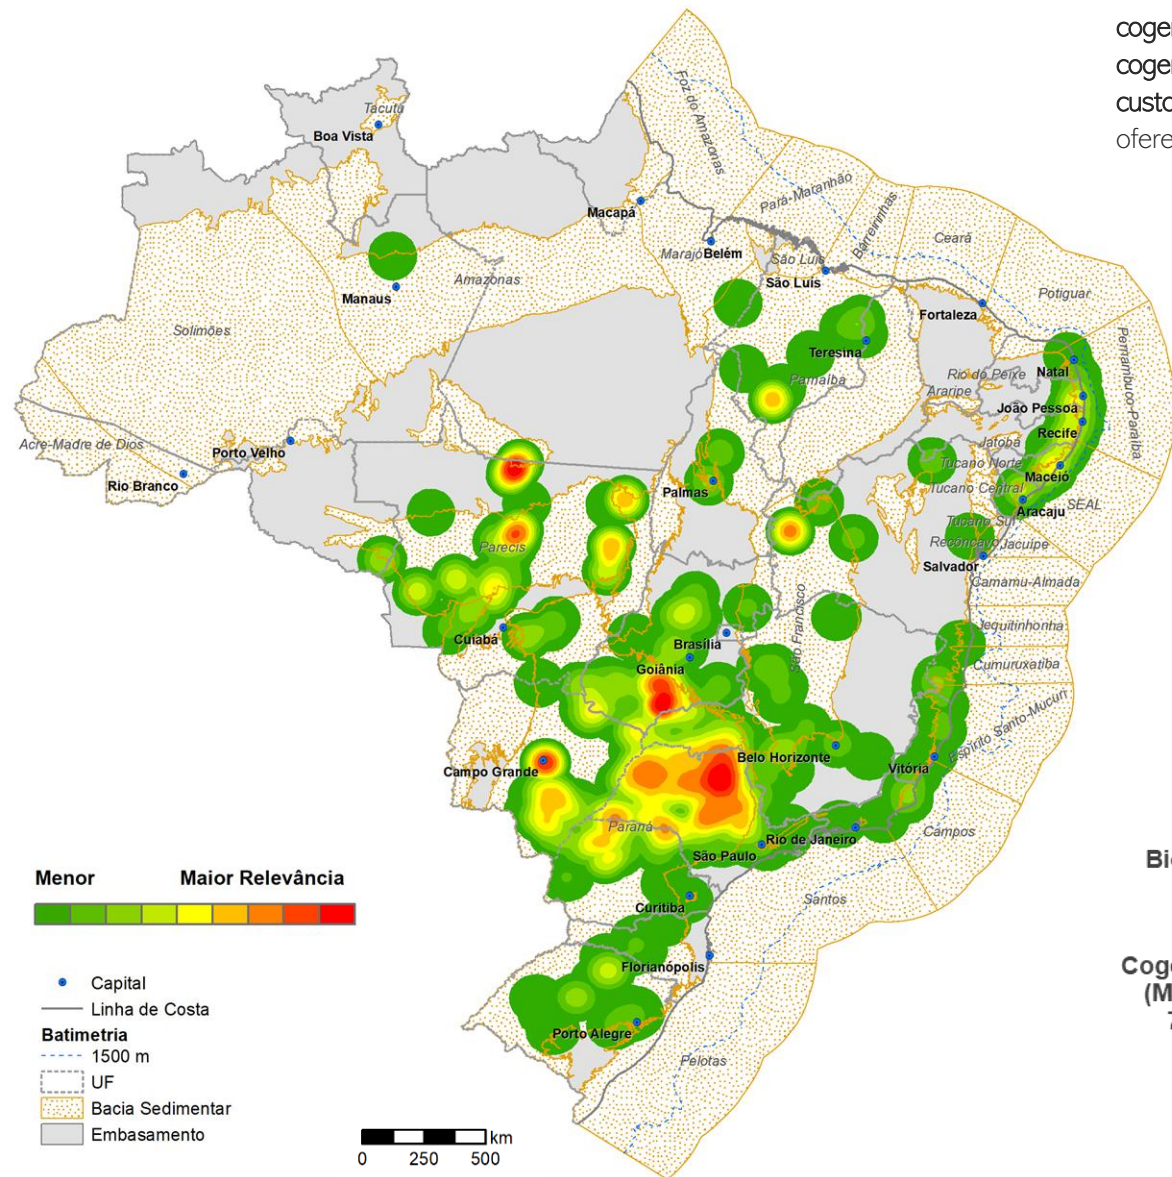 coger
coger
custo
ofere
Foz do Amazonas
Tacutu
Boa Vista
Pará-Maranhão
Macapá
Barreirinhas
Ceará
Marajó
Belém
São Luis
São Luís
Amazonas
Manaus
Potiguar
Fortaleza
Solimões
Teresina
Pernambuco-Paraíba
Natal
Rio do Peixe
Parnaíba
Araripe
João Pessoa
Recife
Acre-Madre de Dios
Porto Velho
Jatobá
Tucano Norte
Maceió
Rio Branco
Palmas
Tucano Central
SEAL
Aracaju
Tucano Sul
Parecis
Recôncavo
Jacuípe
Salvador
Camamu-Almada
Jequitinhonha
Cuiabá
Brasília
São Francisco
Cumuruxatiba
Goiânia
Espírito Santo-Mucuri
Belo Horizonte
Campo Grande
Vitória
Paraná
Rio de Janeiro
Campos
São Paulo
Santos
Curitiba
Florianópolis
Porto Alegre
Pelotas
Menor Maior Relevância
Capital
Linha de Costa
Batimetria
1500 m
UF
Bacia Sedimentar
Embasamento
km
0 250 500
Bi
Coge
(M